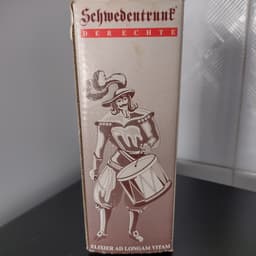 Schwedentrunk®
DER ECHTE
ELIXIER AD LONGAM VITAM